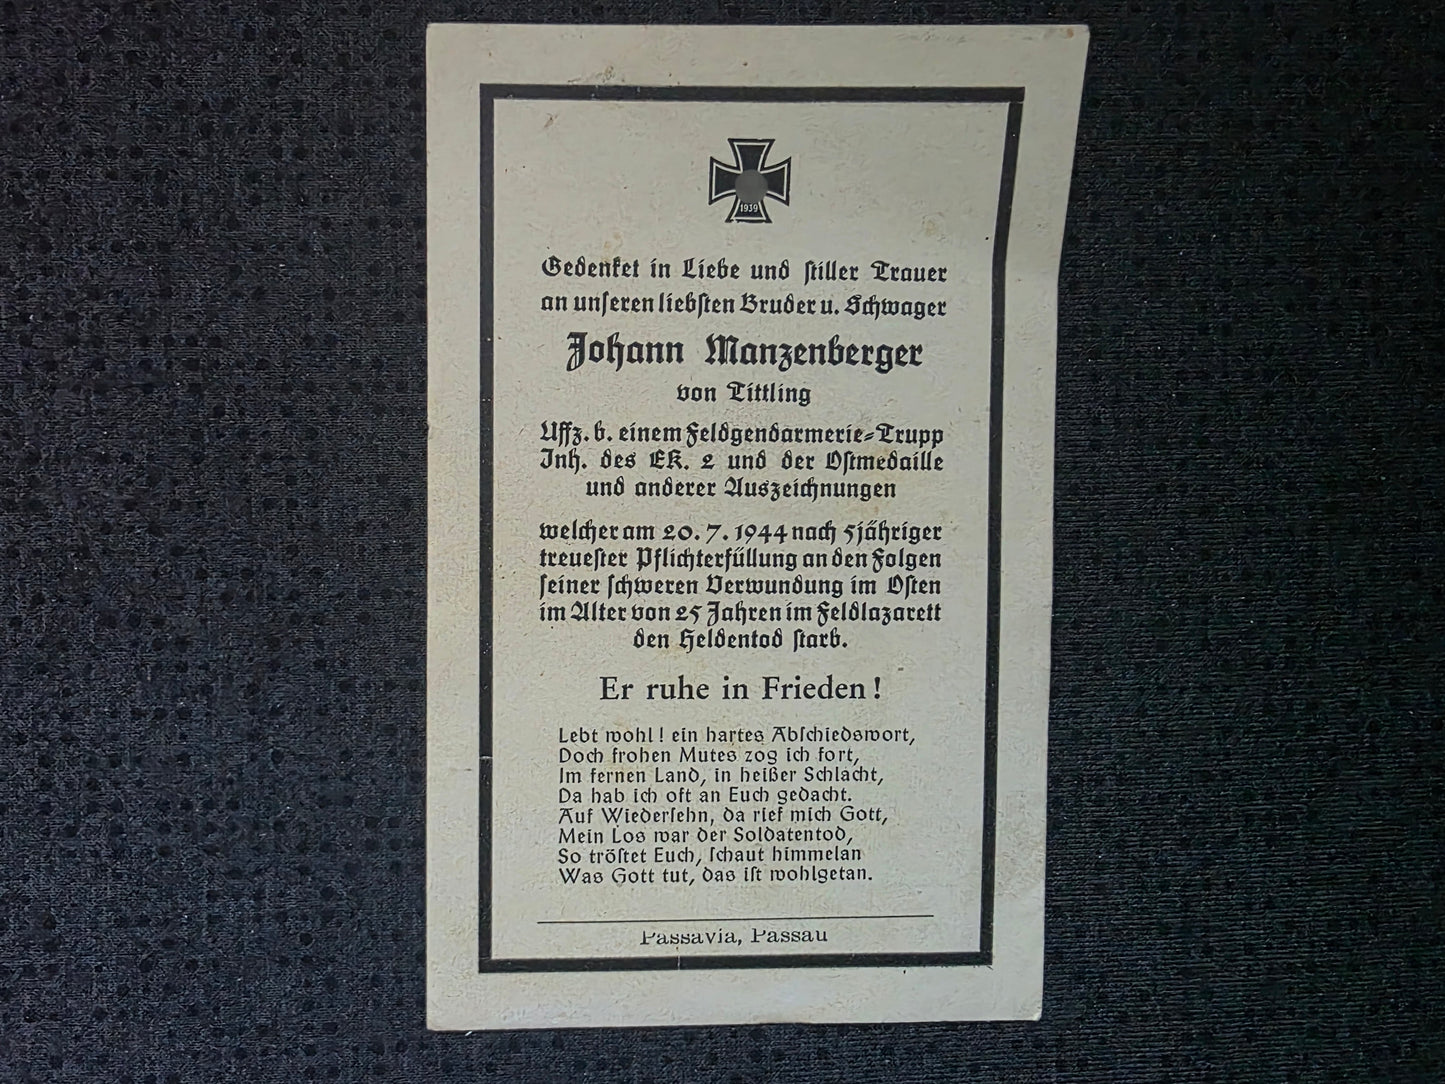 1939
Gedenket in Liebe und stiller Trauer
an unseren liebsten Bruder u. Schwager
Johann Manzenberger
von Tittling
Uffz. b. einem Feldgendarmerie-Trupp
Inh. des EK. 2 und der Ostmedaille
und anderer Auszeichnungen
welcher am 20. 7. 1944 nach 5jähriger
treuester Pflichterfüllung an den Folgen
seiner schweren Verwundung im Osten
im Alter von 25 Jahren im Feldlazarett
den Heldentod starb.
Er ruhe in Frieden!
Lebt wohl! ein hartes Abschiedswort,
Doch frohen Mutes zog ich fort,
Im fernen Land, in heißer Schlacht,
Da hab ich oft an Euch gedacht.
Auf Wiedersehn, da rief mich Gott,
Mein Los war der Soldatentod,
So tröstet Euch, schaut himmelan
Was Gott tut, das ist wohlgetan.
Passavia, Passau